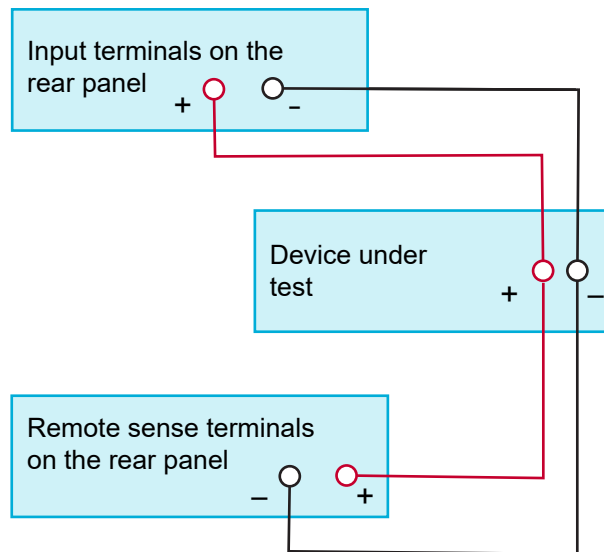 Input terminals on the
rear panel
+ -
Device under
test
+ –
Remote sense terminals
on the rear panel
– +